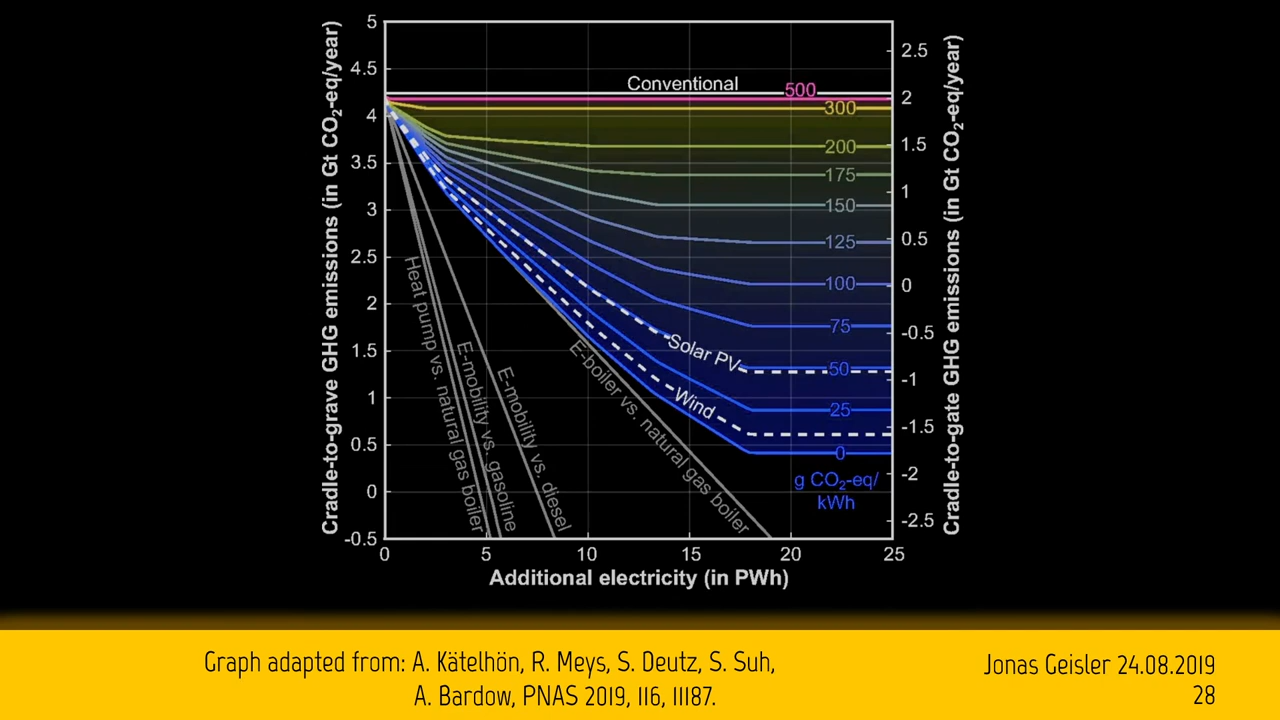 5
4.5
4
3.5
3
2.5
2
1.5
1
0.5
0
-0.5
Cradle-to-grave GHG emissions (in Gt CO₂-eq/year)
0
5
10
15
20
25
Additional electricity (in PWh)
2.5
2
1.5
1
0.5
0
-0.5
-1
-1.5
-2
-2.5
Cradle-to-gate GHG emissions (in Gt CO₂-eq/year)
Conventional
500
300
200
175
150
125
100
75
Solar PV
50
Wind
25
0
g CO₂-eq/
kWh
Heat pump vs. natural gas boiler
E-mobility vs. gasoline
E-mobility vs. diesel
E-boiler vs. natural gas boiler
Graph adapted from: A. Kätelhön, R. Meys, S. Deutz, S. Suh,
A. Bardow, PNAS 2019, 116, 11187.
Jonas Geisler 24.08.2019
28